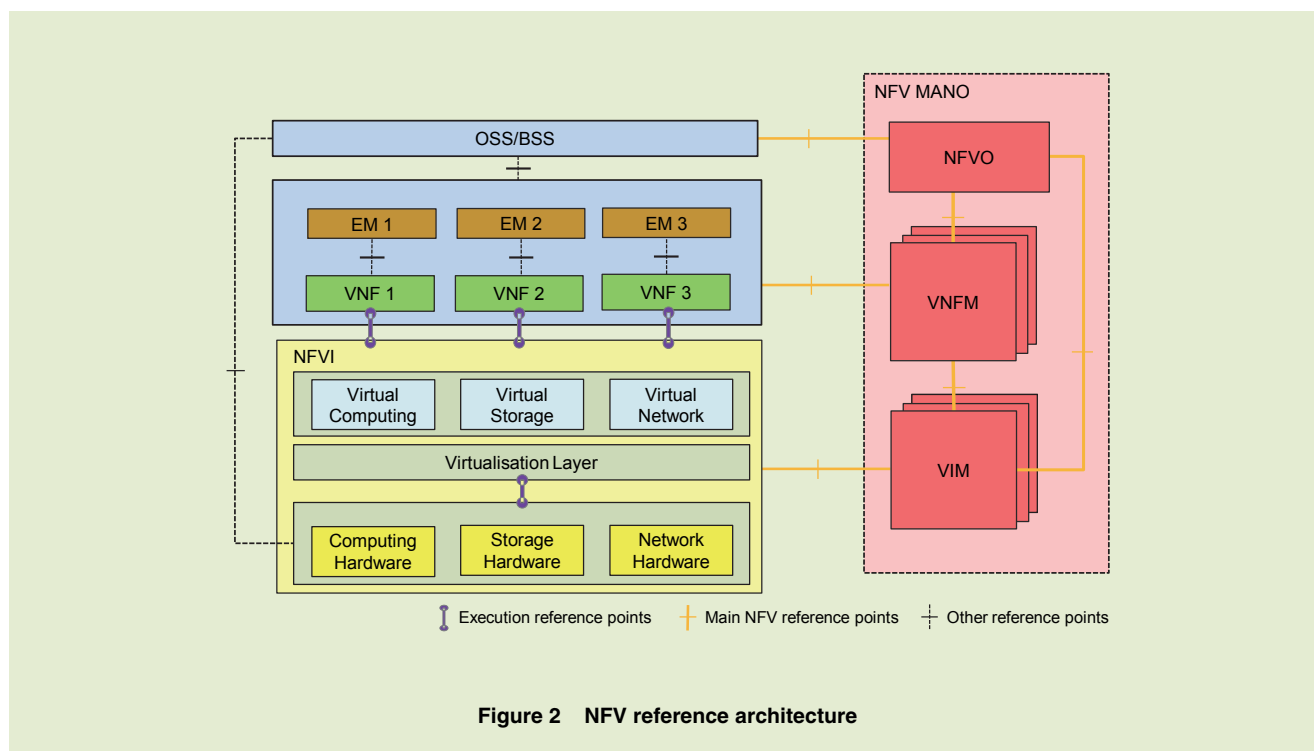 NFV MANO
OSS/BSS
NFVO
EM 1
EM 2
EM 3
VNF 1
VNF 2
VNF 3
VNFM
NFVI
Virtual
Computing
Virtual
Storage
Virtual
Network
Virtualisation Layer
VIM
Computing
Hardware
Storage
Hardware
Network
Hardware
Execution reference points
Main NFV reference points
Other reference points
Figure 2 NFV reference architecture